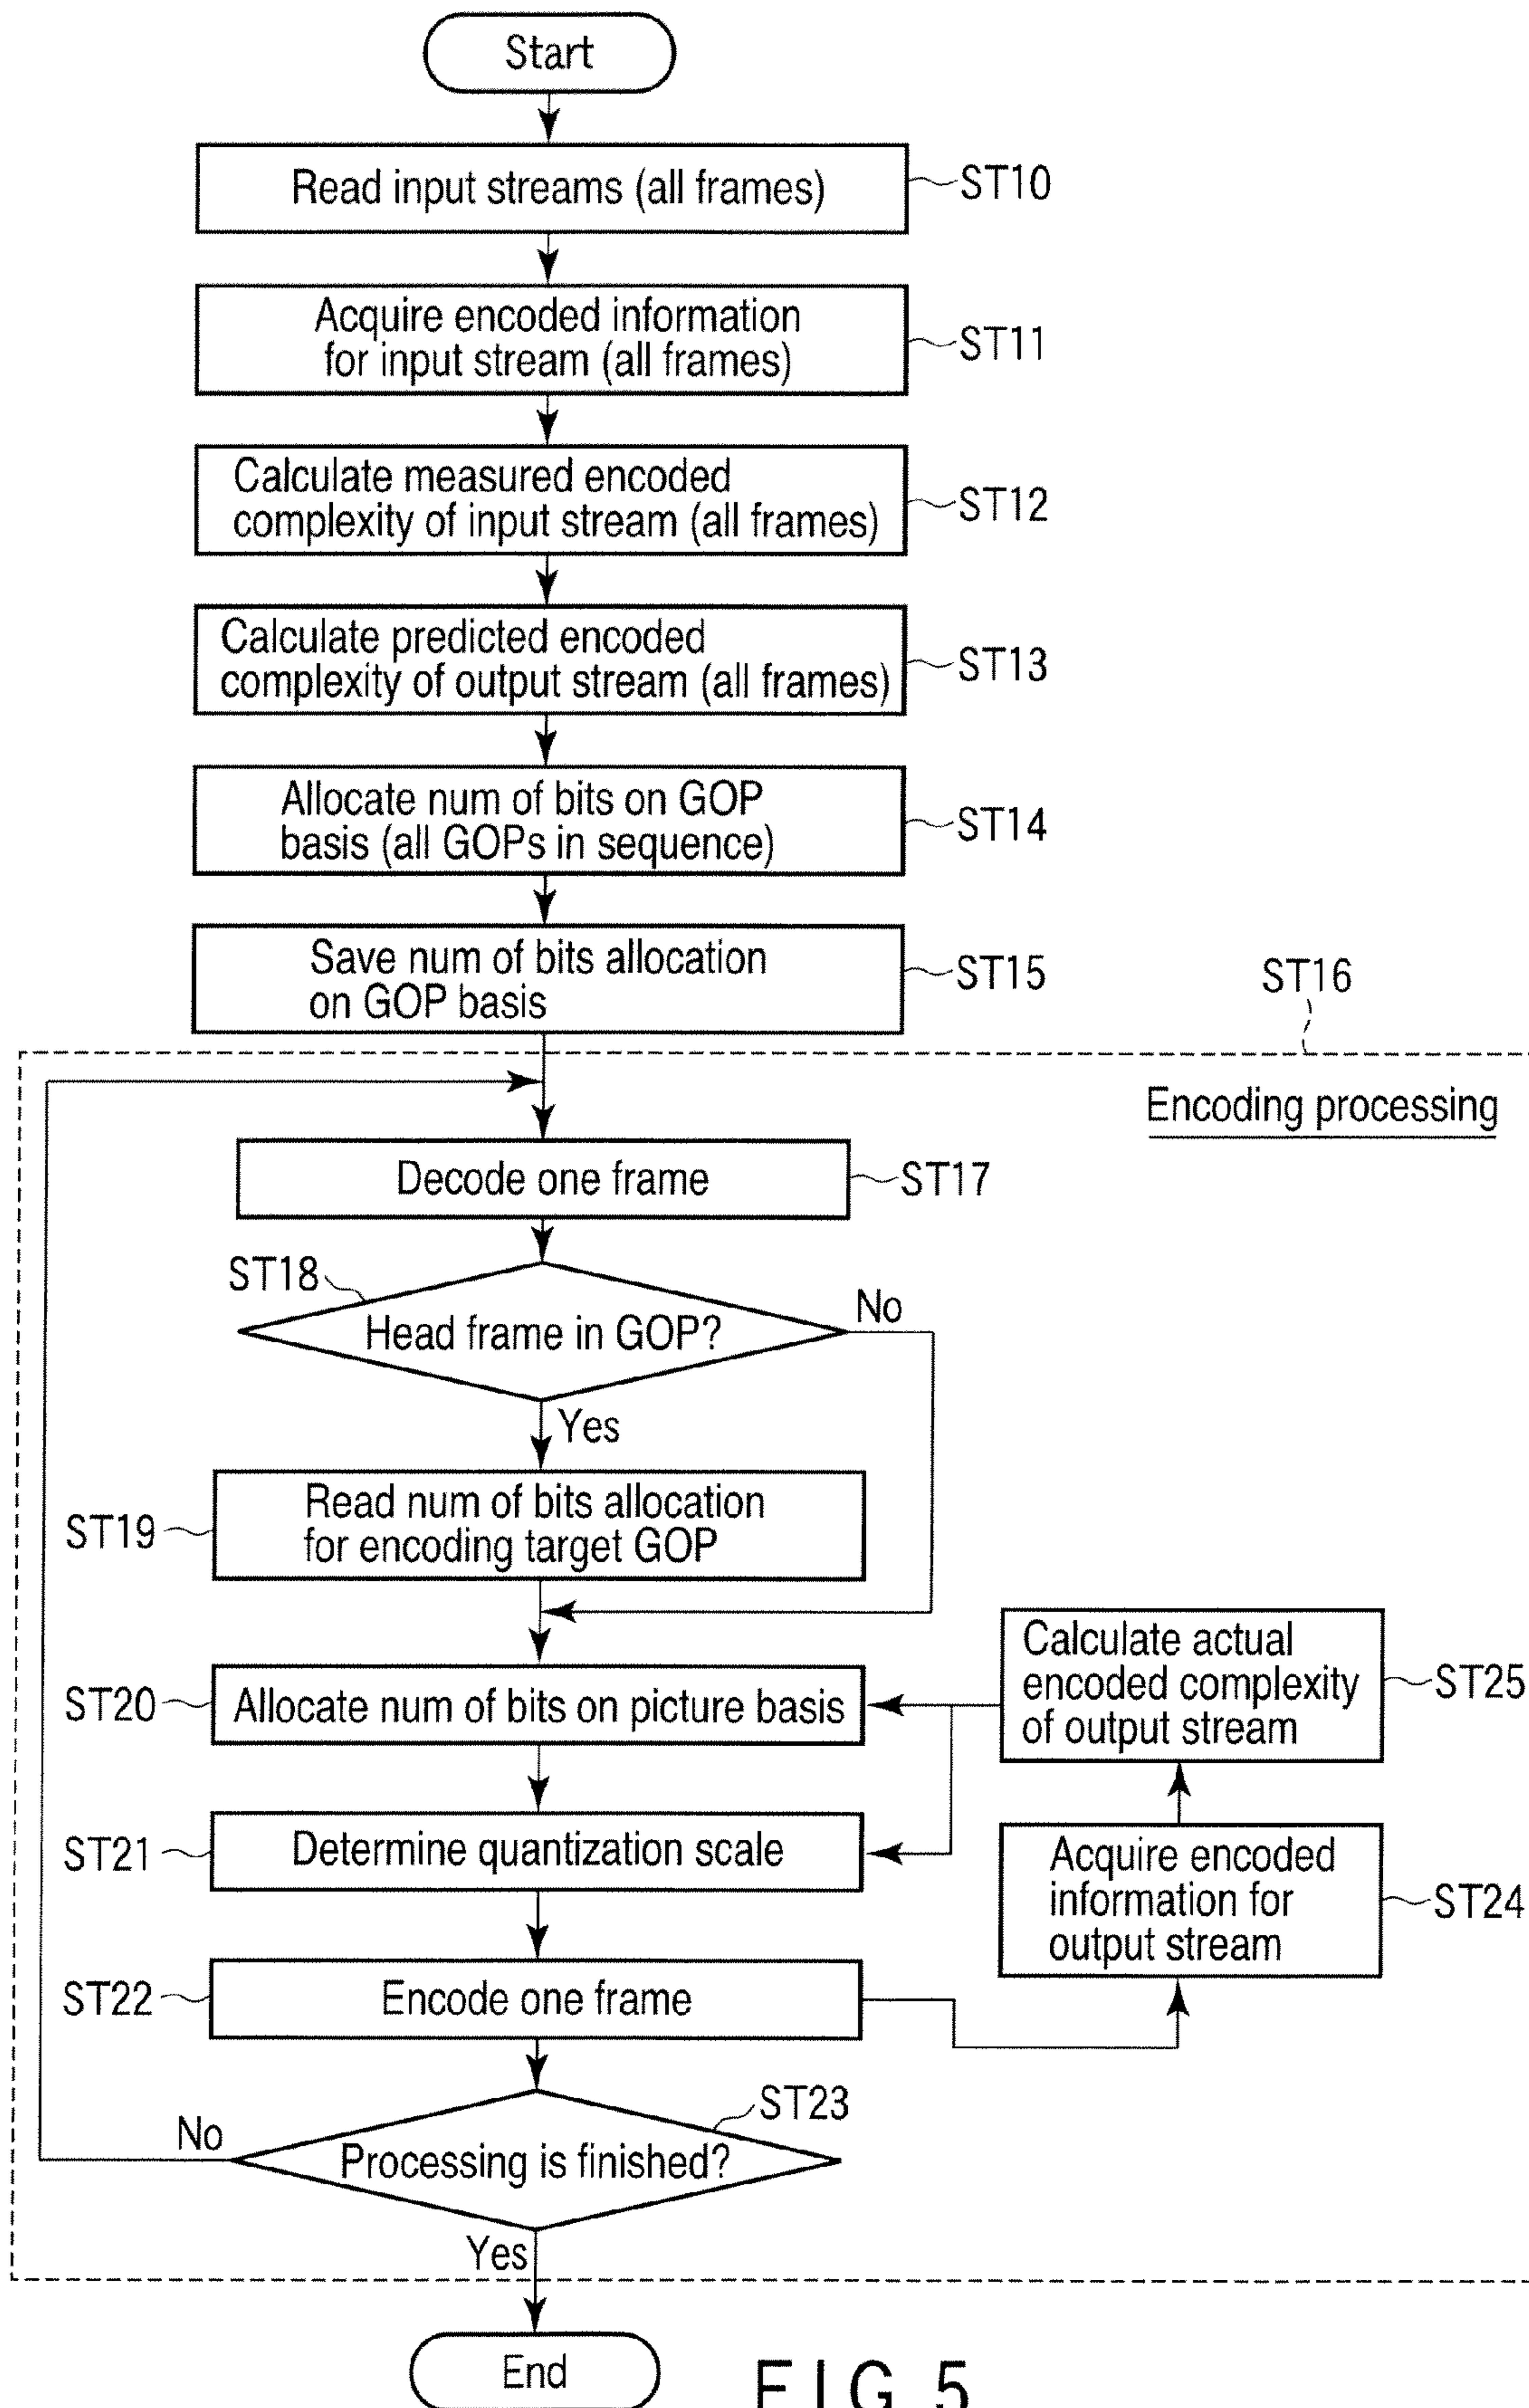 Start
Read input streams (all frames)
ST10
Acquire encoded information
for input stream (all frames)
ST11
Calculate measured encoded
complexity of input stream (all frames)
ST12
Calculate predicted encoded
complexity of output stream (all frames)
ST13
Allocate num of bits on GOP
basis (all GOPs in sequence)
ST14
Save num of bits allocation
on GOP basis
ST15
ST16
Encoding processing
Decode one frame
ST17
ST18
Head frame in GOP?
No
Yes
Read num of bits allocation
for encoding target GOP
ST19
ST20
Allocate num of bits on picture basis
Calculate actual
encoded complexity
of output stream
ST25
ST21
Determine quantization scale
Acquire encoded
information for
output stream
ST24
ST22
Encode one frame
ST23
No
Processing is finished?
Yes
End
FIG. 5